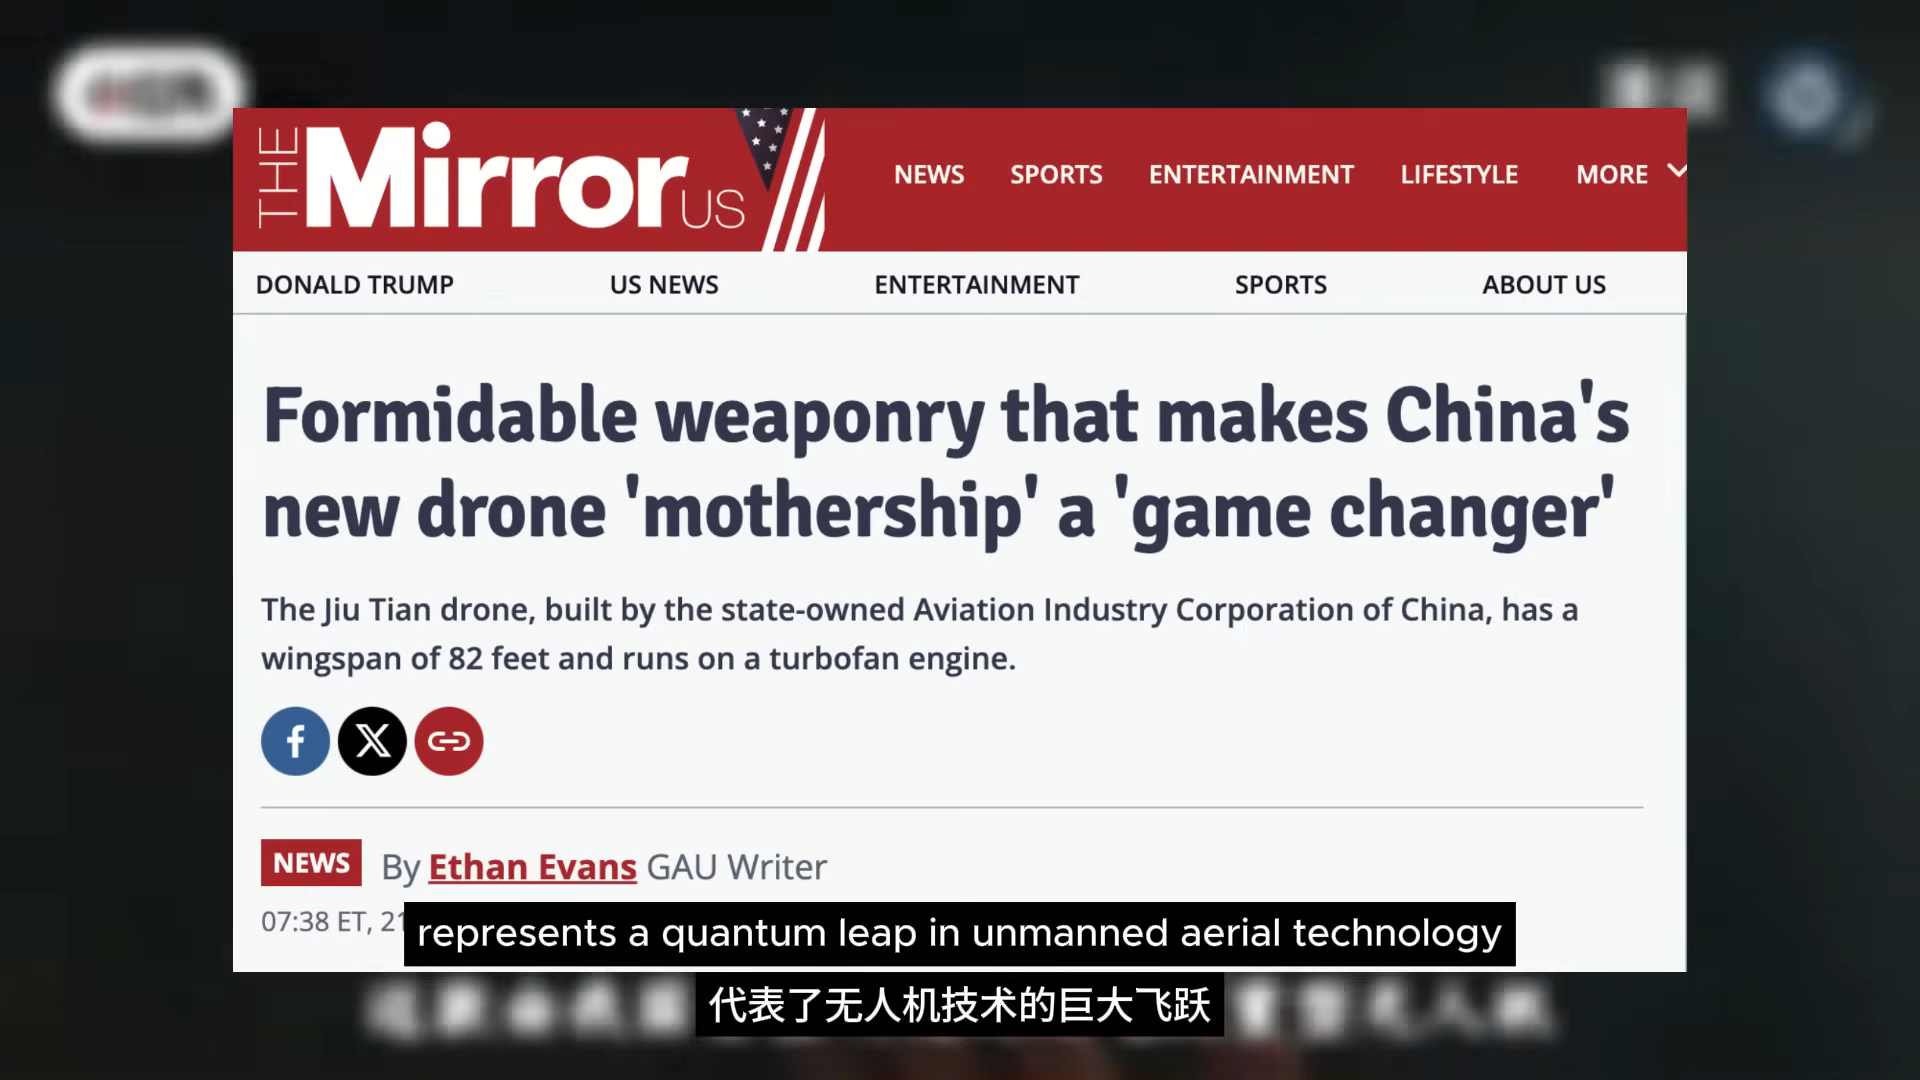 THE Mirror US
NEWS SPORTS ENTERTAINMENT LIFESTYLE MORE
DONALD TRUMP US NEWS ENTERTAINMENT SPORTS ABOUT US
Formidable weaponry that makes China's
new drone 'mothership' a 'game changer'
The Jiu Tian drone, built by the state-owned Aviation Industry Corporation of China, has a
wingspan of 82 feet and runs on a turbofan engine.
NEWS By Ethan Evans GAU Writer
07:38 ET, 21
represents a quantum leap in unmanned aerial technology
代表了无人机技术的巨大飞跃